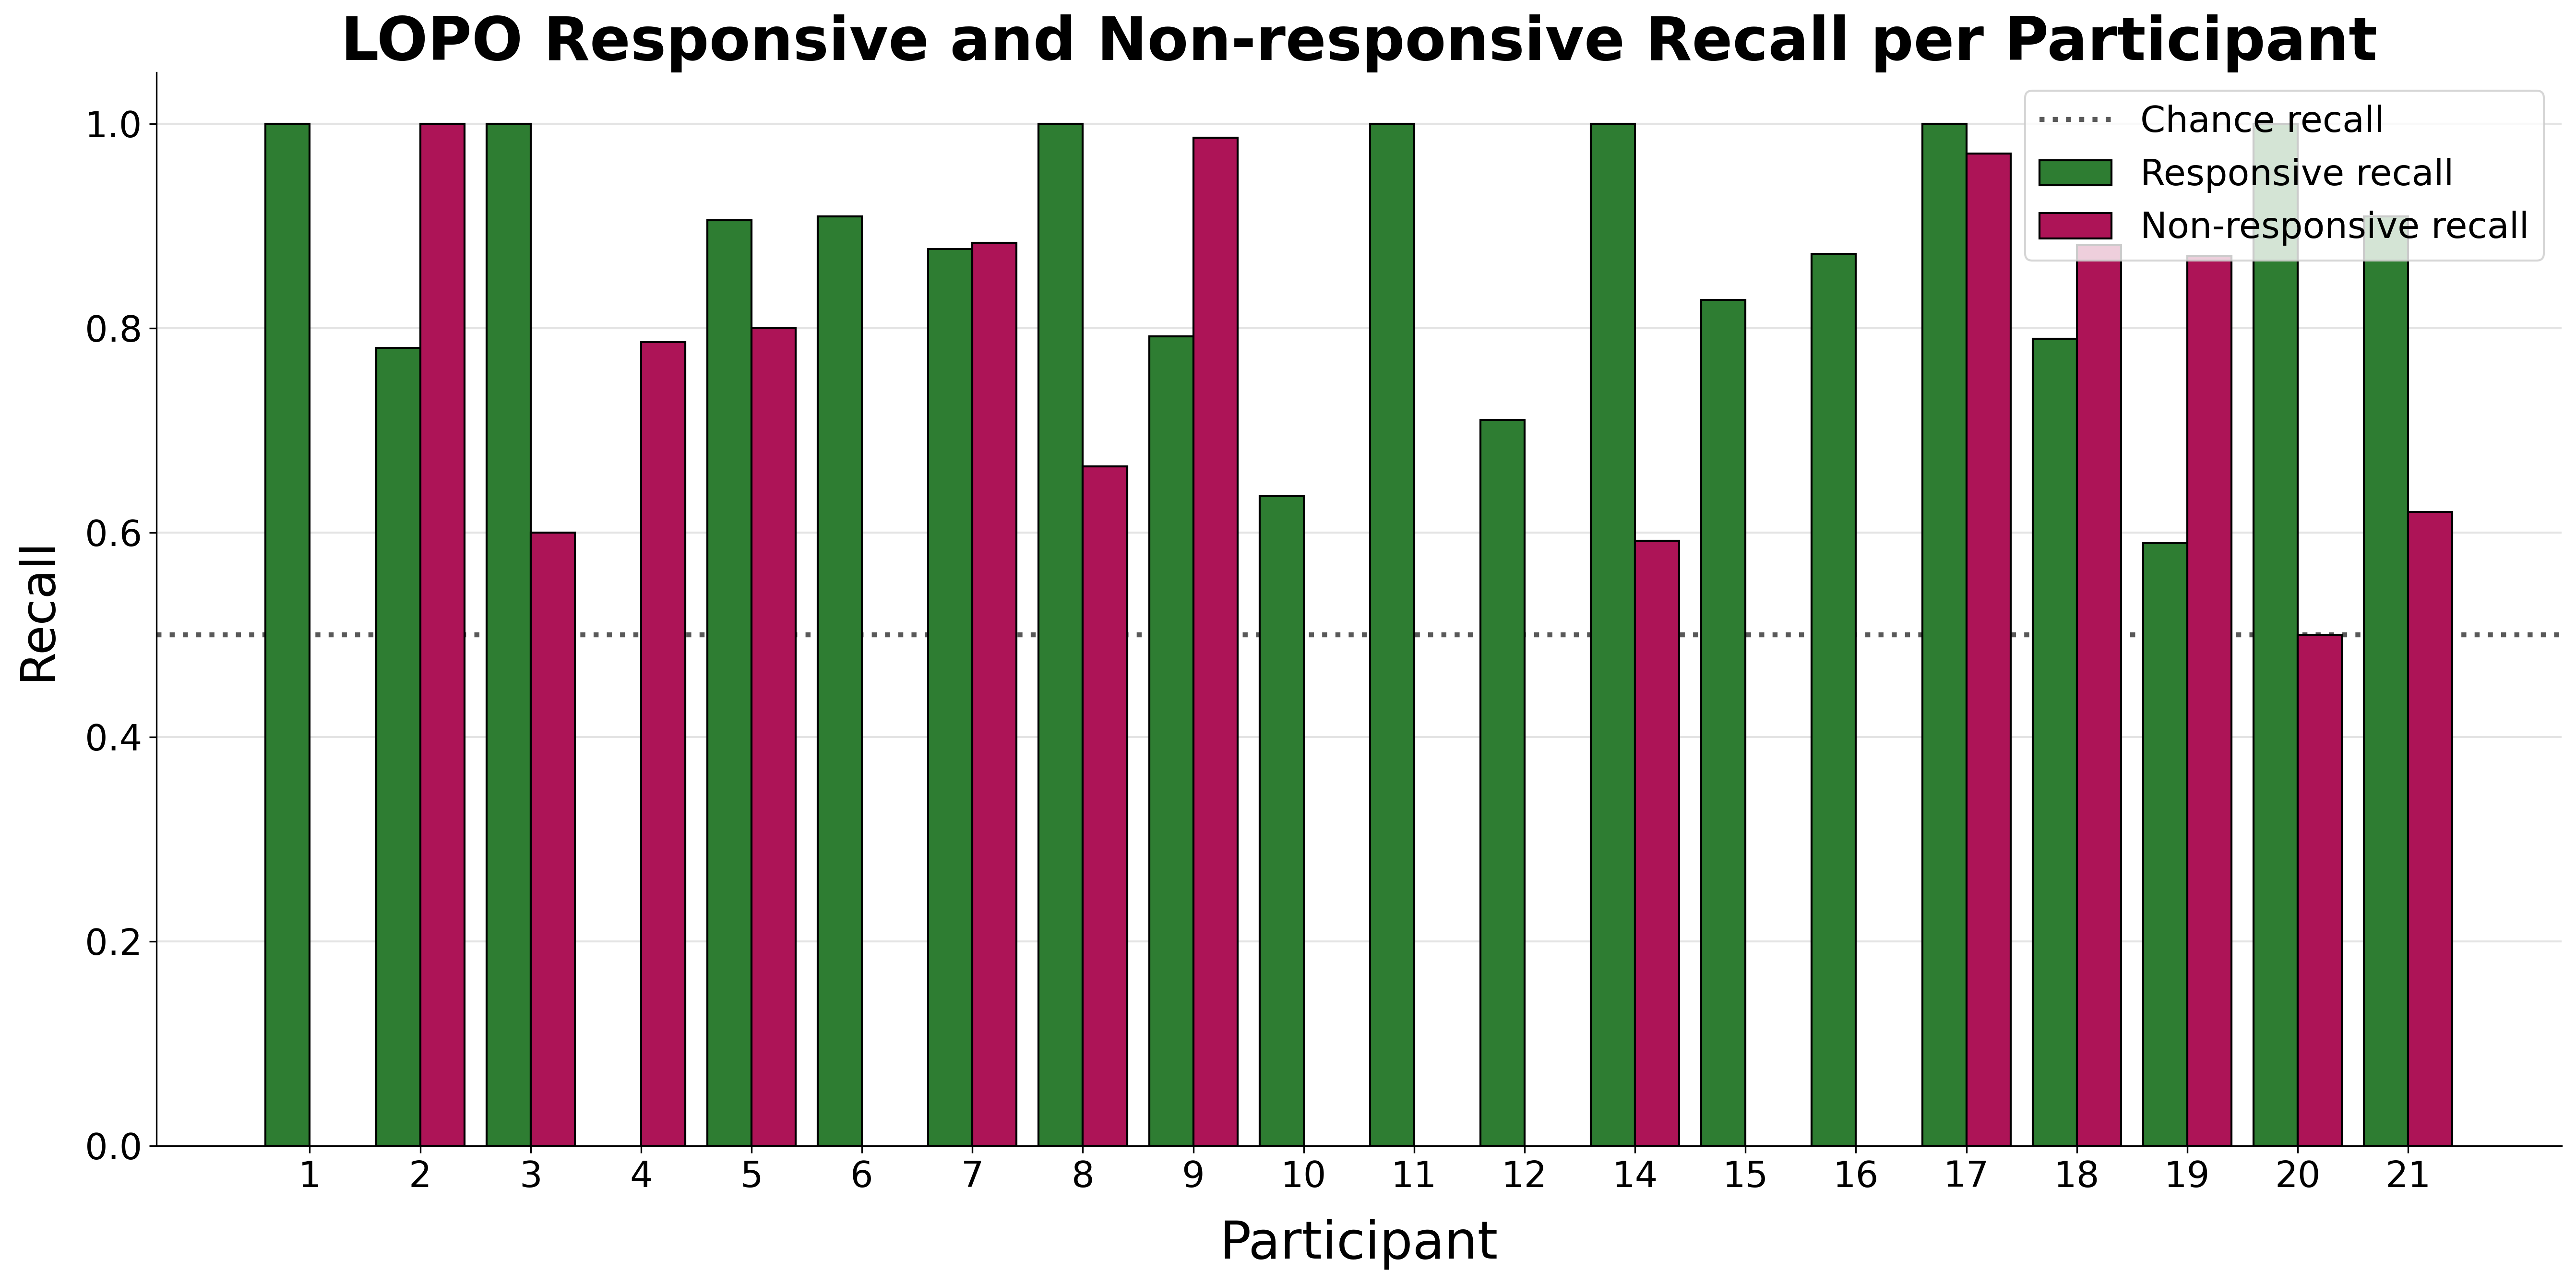 LOPO Responsive and Non-responsive Recall per Participant
Chance recall
Responsive recall
Non-responsive recall
1.0
0.8
0.6
0.4
0.2
0.0
Recall
1 2 3 4 5 6 7 8 9 10 11 12 14 15 16 17 18 19 20 21
Participant